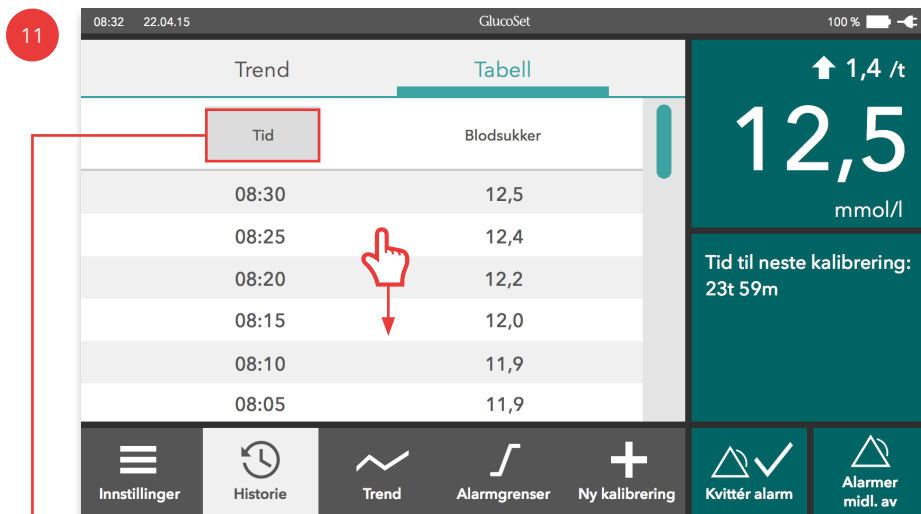 11
08:32 22.04.15 GlucoSet 100 %
Trend Tabell
Tid Blodsukker
08:30 12,5
08:25 12,4
08:20 12,2
08:15 12,0
08:10 11,9
08:05 11,9
1,4 /t
12,5
mmol/l
Tid til neste kalibrering:
23t 59m
Innstillinger Historie Trend Alarmgrenser Ny kalibrering
Kvittér alarm
Alarmer
midl. av